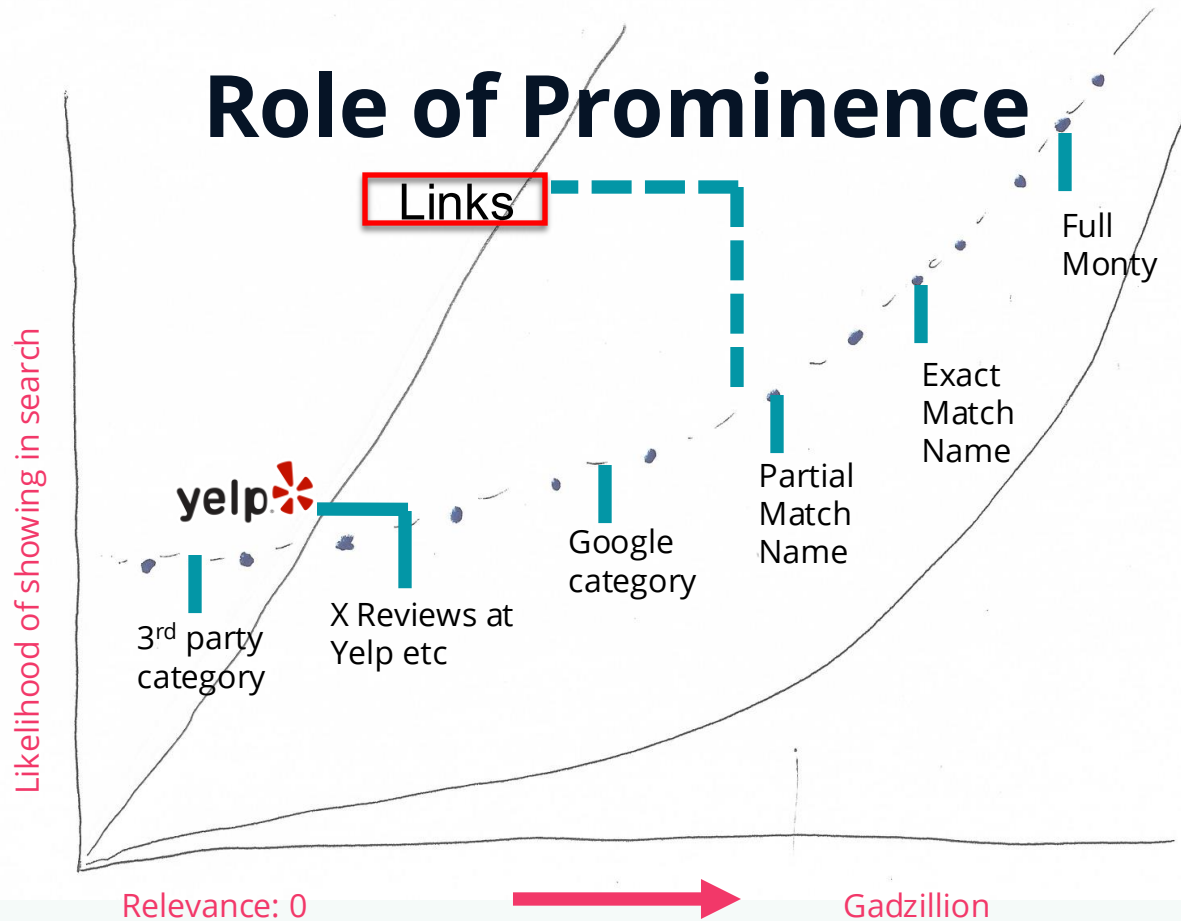 Role of Prominence
Links
Full
Monty
Exact
Match
Name
Partial
Match
Name
Google
category
yelp
X Reviews at
Yelp etc
3rd party
category
Likelihood of showing in search
Relevance: 0
Gadzillion